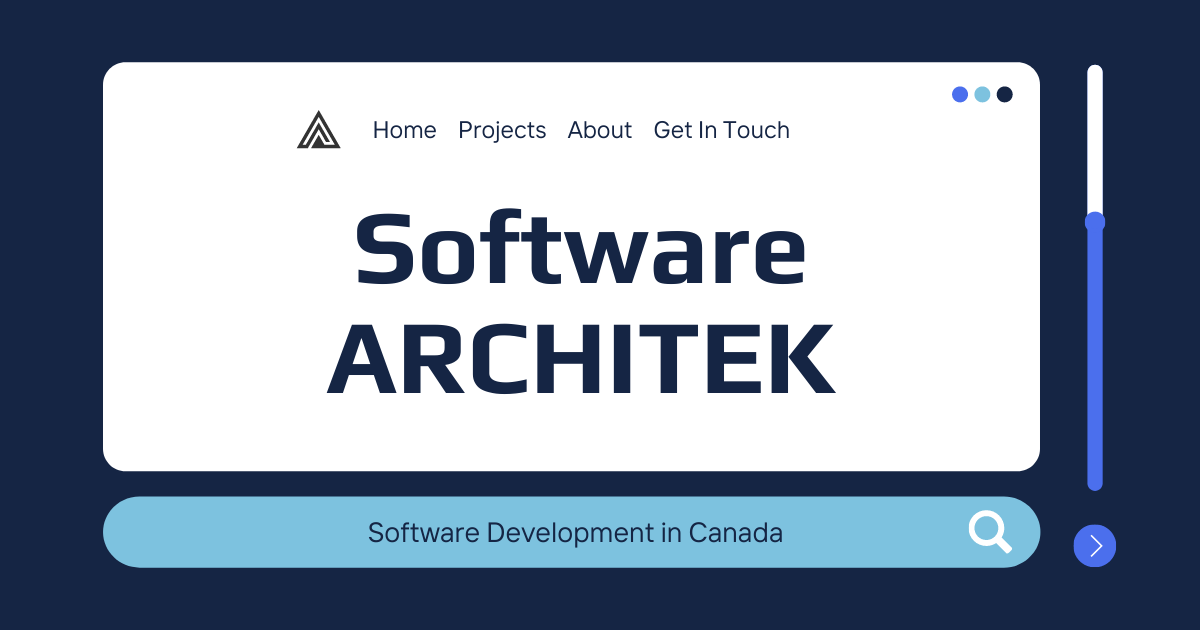 Home Projects About Get In Touch
Software
ARCHITEK
Software Development in Canada